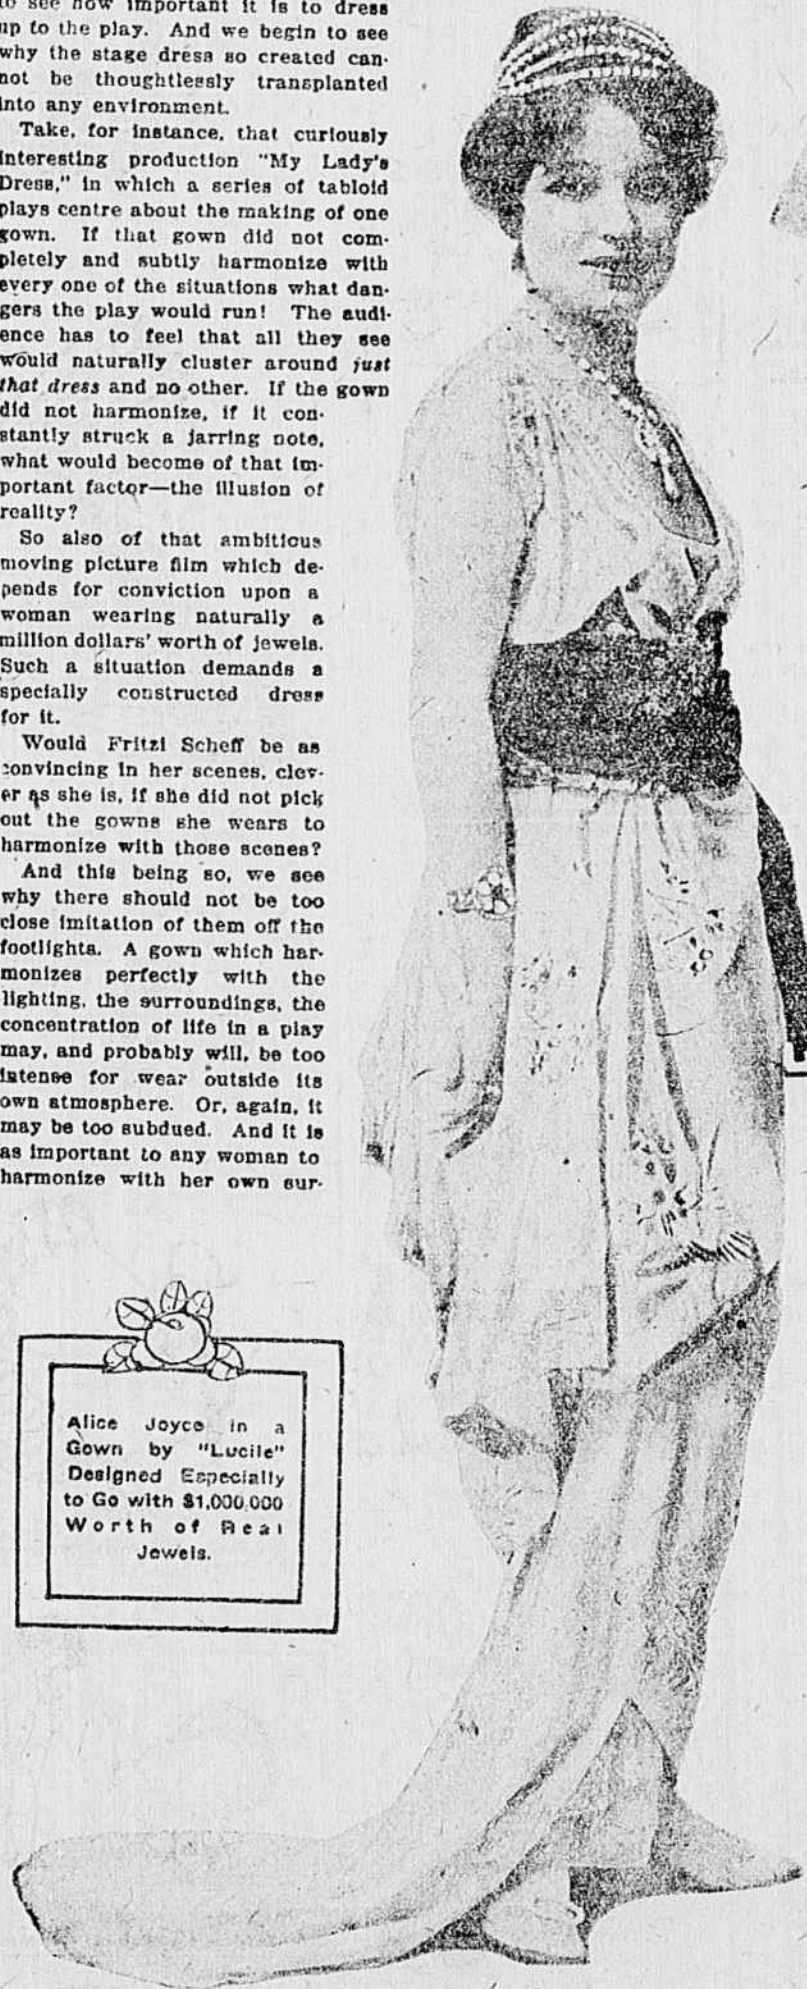 to see how important it is to dress
up to the play. And we begin to see
why the stage dress so created can-
not be thoughtlessly transplanted
into any environment.
Take, for instance, that curiously
interesting production "My Lady's
Dress," in which a series of tabloid
plays centre about the making of one
gown. If that gown did not com-
pletely and subtly harmonize with
every one of the situations what dan-
gers the play would run! The audi-
ence has to feel that all they see
would naturally cluster around just
that dress and no other. If the gown
did not harmonize, if it con-
stantly struck a jarring note,
what would become of that im-
portant factor—the illusion of
reality?
So also of that ambitious
moving picture film which de-
pends for conviction upon a
woman wearing naturally a
million dollars' worth of jewels.
Such a situation demands a
specially constructed dress
for it.
Would Fritzi Scheff be as
convincing in her scenes, clev-
er as she is, if she did not pick
out the gowns she wears to
harmonize with those scenes?
And this being so, we see
why there should not be too
close imitation of them off the
footlights. A gown which har-
monizes perfectly with the
lighting, the surroundings, the
concentration of life in a play
may, and probably will, be too
intense for wear outside its
own atmosphere. Or, again, it
may be too subdued. And it is
as important to any woman to
harmonize with her own sur-
Alice Joyce in a
Gown by "Lucile"
Designed Especially
to Go with $1,000,000
Worth of Real
Jewels.